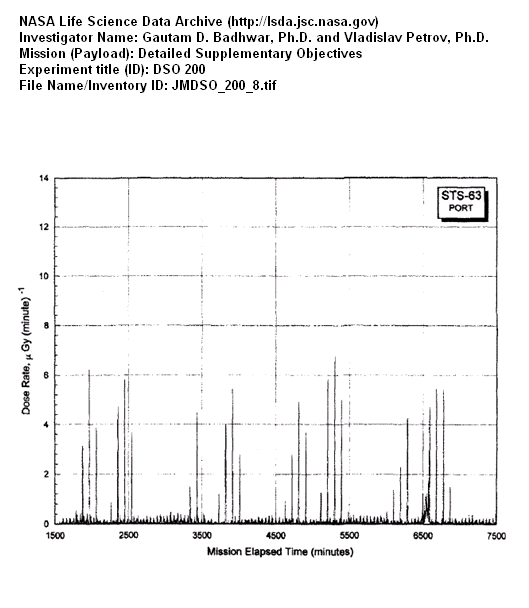 NASA Life Science Data Archive (http://lsda.jsc.nasa.gov)
Investigator Name: Gautam D. Badhwar, Ph.D. and Vladislav Petrov, Ph.D.
Mission (Payload): Detailed Supplementary Objectives
Experiment title (ID): DSO 200
File Name/Inventory ID: JMDSO_200_8.tif
STS-63
PORT
Dose Rate, μ Gy (minute) -1
14
12
10
8
6
4
2
0
1500 2500 3500 4500 5500 6500 7500
Mission Elapsed Time (minutes)